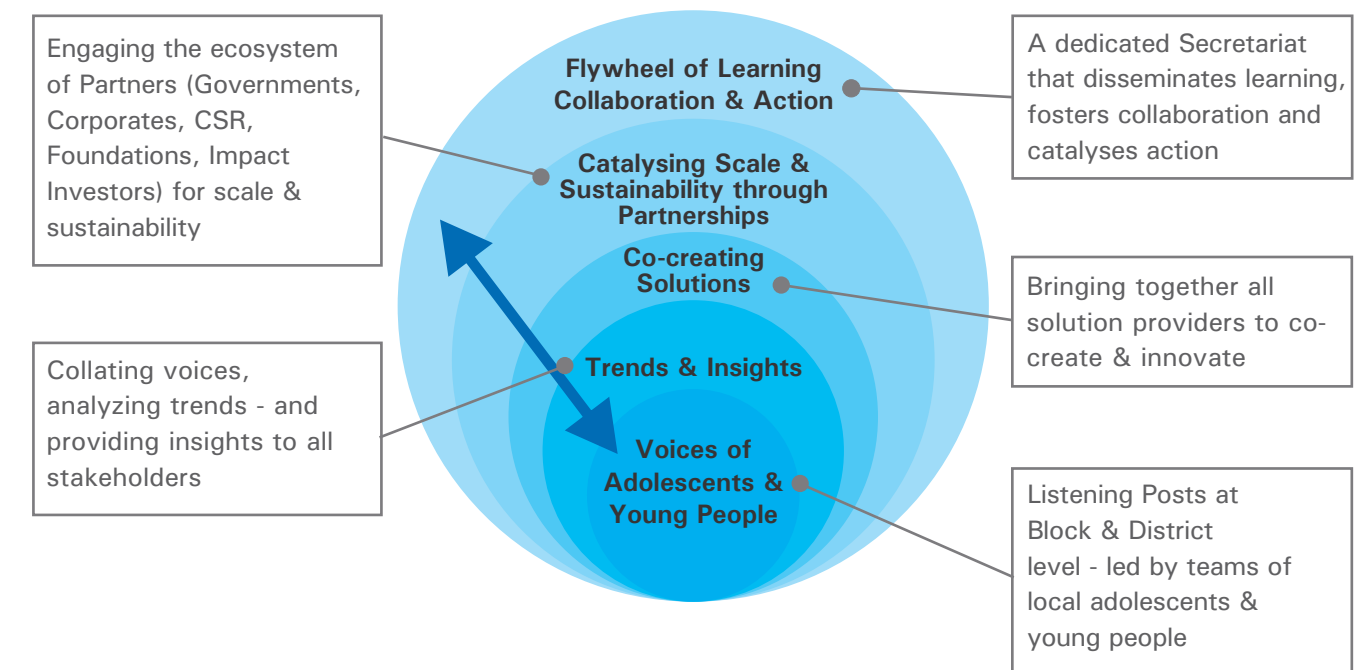 Engaging the ecosystem
of Partners (Governments,
Corporates, CSR,
Foundations, Impact
Investors) for scale &
sustainability
Collating voices,
analyzing trends - and
providing insights to all
stakeholders
Flywheel of Learning
Collaboration & Action
Catalysing Scale &
Sustainability through
Partnerships
Co-creating
Solutions
Trends & Insights
Voices of
Adolescents &
Young People
A dedicated Secretariat
that disseminates learning,
fosters collaboration and
catalyses action
Bringing together all
solution providers to co-
create & innovate
Listening Posts at
Block & District
level - led by teams of
local adolescents &
young people